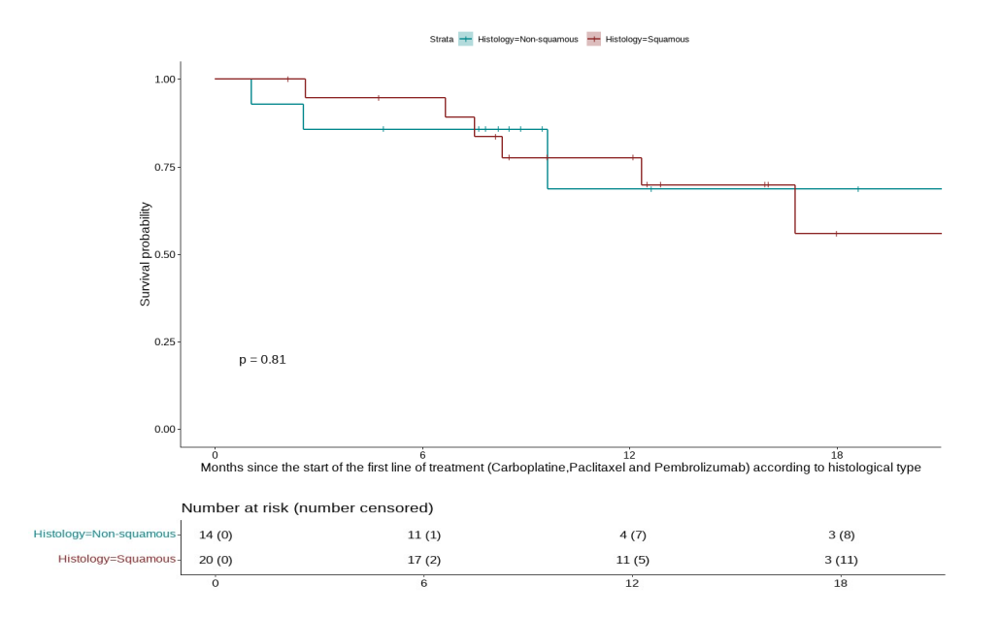 Strata Histology=Non-squamous Histology=Squamous
1.00
0.75
0.50
0.25
0.00
Survival probability
p = 0.81
0 6 12 18
Months since the start of the first line of treatment (Carboplatine,Paclitaxel and Pembrolizumab) according to histological type
Number at risk (number censored)
Histology=Non-squamous 14 (0) 11 (1) 4 (7) 3 (8)
Histology=Squamous 20 (0) 17 (2) 11 (5) 3 (11)
0 6 12 18